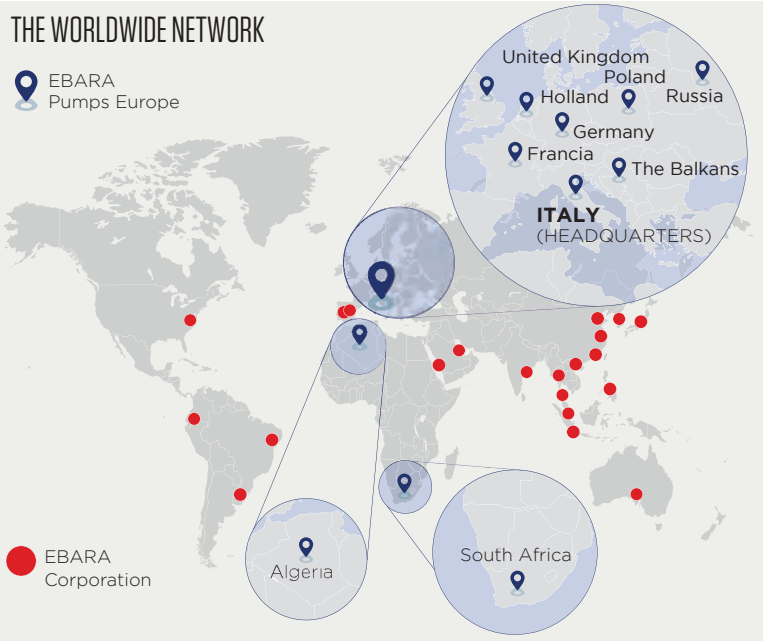 THE WORLDWIDE NETWORK
EBARA
Pumps Europe
United Kingdom
Poland
Holland
Russia
Germany
Francia
The Balkans
ITALY
(HEADQUARTERS)
EBARA
Corporation
Algeria
South Africa